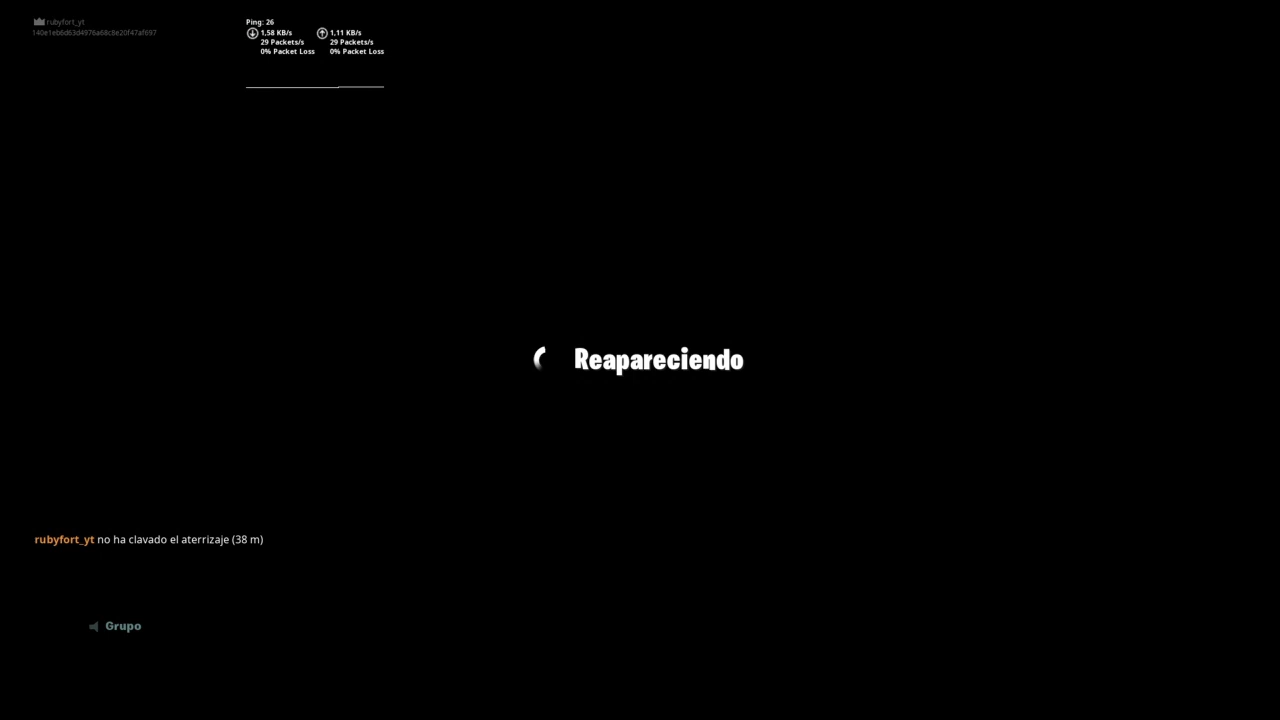 rubyfort_yt
140e1eb6d63d4976a68c8e20f47af697
Ping: 26
1,58 KB/s 1,11 KB/s
29 Packets/s 29 Packets/s
0% Packet Loss 0% Packet Loss
Reapareciendo
rubyfort_yt no ha clavado el aterrizaje (38 m)
Grupo